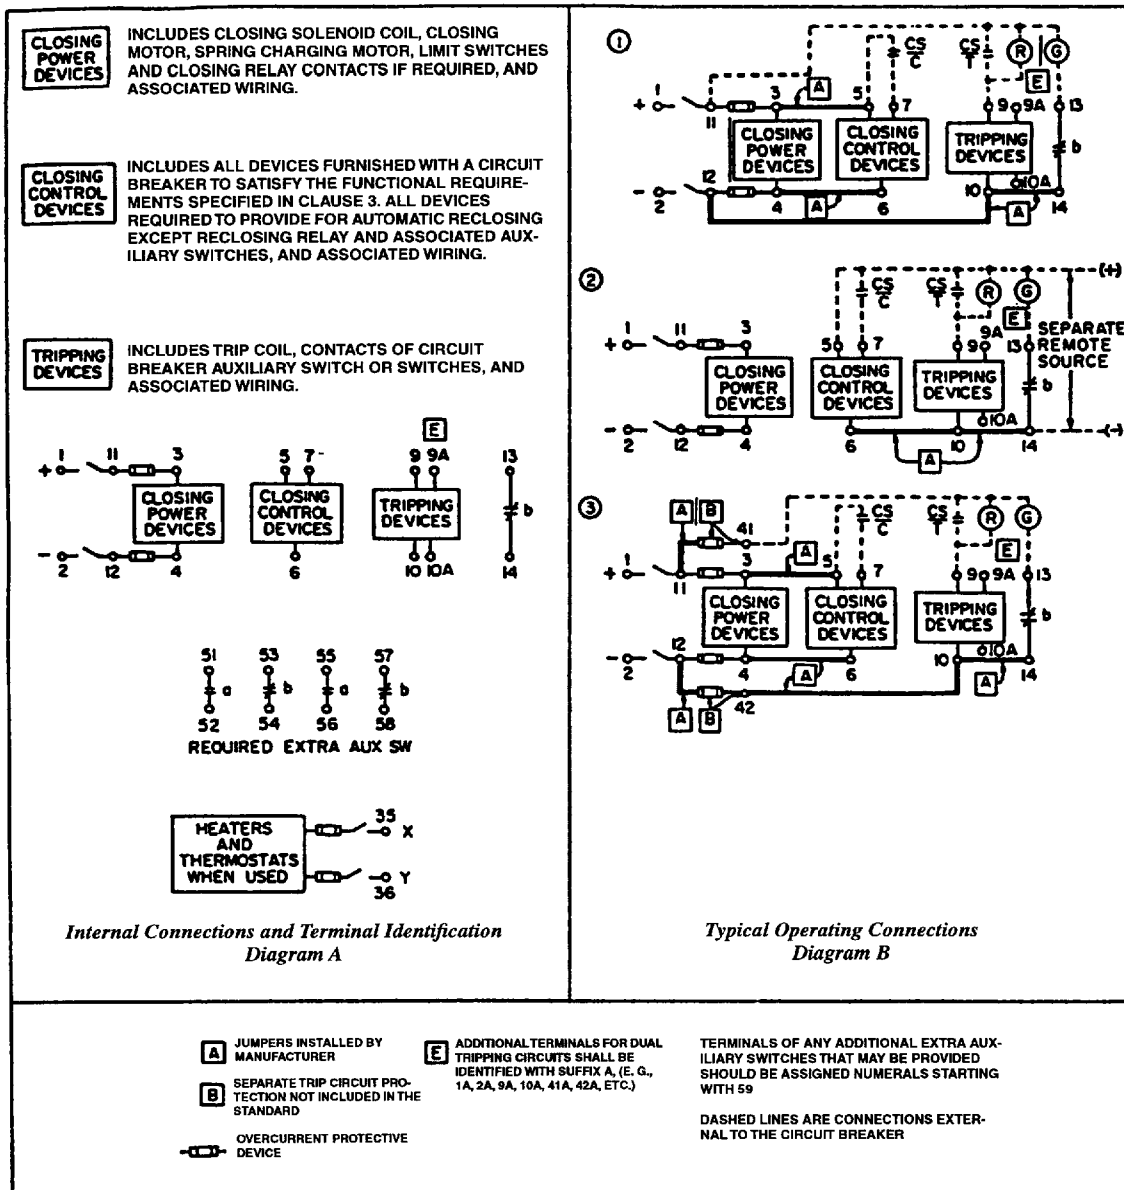 CLOSING
POWER
DEVICES
INCLUDES CLOSING SOLENOID COIL, CLOSING
MOTOR, SPRING CHARGING MOTOR, LIMIT SWITCHES
AND CLOSING RELAY CONTACTS IF REQUIRED, AND
ASSOCIATED WIRING.
CLOSING
CONTROL
DEVICES
INCLUDES ALL DEVICES FURNISHED WITH A CIRCUIT
BREAKER TO SATISFY THE FUNCTIONAL REQUIRE-
MENTS SPECIFIED IN CLAUSE 3. ALL DEVICES
REQUIRED TO PROVIDE FOR AUTOMATIC RECLOSING
EXCEPT RECLOSING RELAY AND ASSOCIATED AUX-
ILIARY SWITCHES, AND ASSOCIATED WIRING.
TRIPPING
DEVICES
INCLUDES TRIP COIL, CONTACTS OF CIRCUIT
BREAKER AUXILIARY SWITCH OR SWITCHES, AND
ASSOCIATED WIRING.
E
1 11 3 5 7 9 9A 13
+
CLOSING
POWER
DEVICES
CLOSING
CONTROL
DEVICES
TRIPPING
DEVICES
b
-
2 12 4 6 10 10A 14
51 53 55 57
a b a b
52 54 56 58
REQUIRED EXTRA AUX SW
HEATERS
AND
THERMOSTATS
WHEN USED
35
X
Y
36
Internal Connections and Terminal Identification
Diagram A
1
CS
C
CS
T
R G
E
A
1 3 5 7 9 9A 13
+
11
CLOSING
POWER
DEVICES
CLOSING
CONTROL
DEVICES
TRIPPING
DEVICES
b
12 10 10A
-
2 4 A 6 A 14
2
(+)
CS
C
CS
T
R G
E
9A
1 11 3 5 7 9 13
SEPARATE
REMOTE
SOURCE
+
CLOSING
POWER
DEVICES
CLOSING
CONTROL
DEVICES
TRIPPING
DEVICES
b
10A
- (-)
2 12 4 6 10 14
A
3
A B
41
CS
C
CS
T
R G
A E
1 3 5 7 9 9A 13
+
11
CLOSING
POWER
DEVICES
CLOSING
CONTROL
DEVICES
TRIPPING
DEVICES
b
12 10 10A
-
2 4 A 6 A 14
A B 42
Typical Operating Connections
Diagram B
A
JUMPERS INSTALLED BY
MANUFACTURER
B
SEPARATE TRIP CIRCUIT PRO-
TECTION NOT INCLUDED IN THE
STANDARD
OVERCURRENT PROTECTIVE
DEVICE
E
ADDITIONAL TERMINALS FOR DUAL
TRIPPING CIRCUITS SHALL BE
IDENTIFIED WITH SUFFIX A, (E. G.,
1A, 2A, 9A, 10A, 41A, 42A, ETC.)
TERMINALS OF ANY ADDITIONAL EXTRA AUX-
ILIARY SWITCHES THAT MAY BE PROVIDED
SHOULD BE ASSIGNED NUMERALS STARTING
WITH 59
DASHED LINES ARE CONNECTIONS EXTER-
NAL TO THE CIRCUIT BREAKER